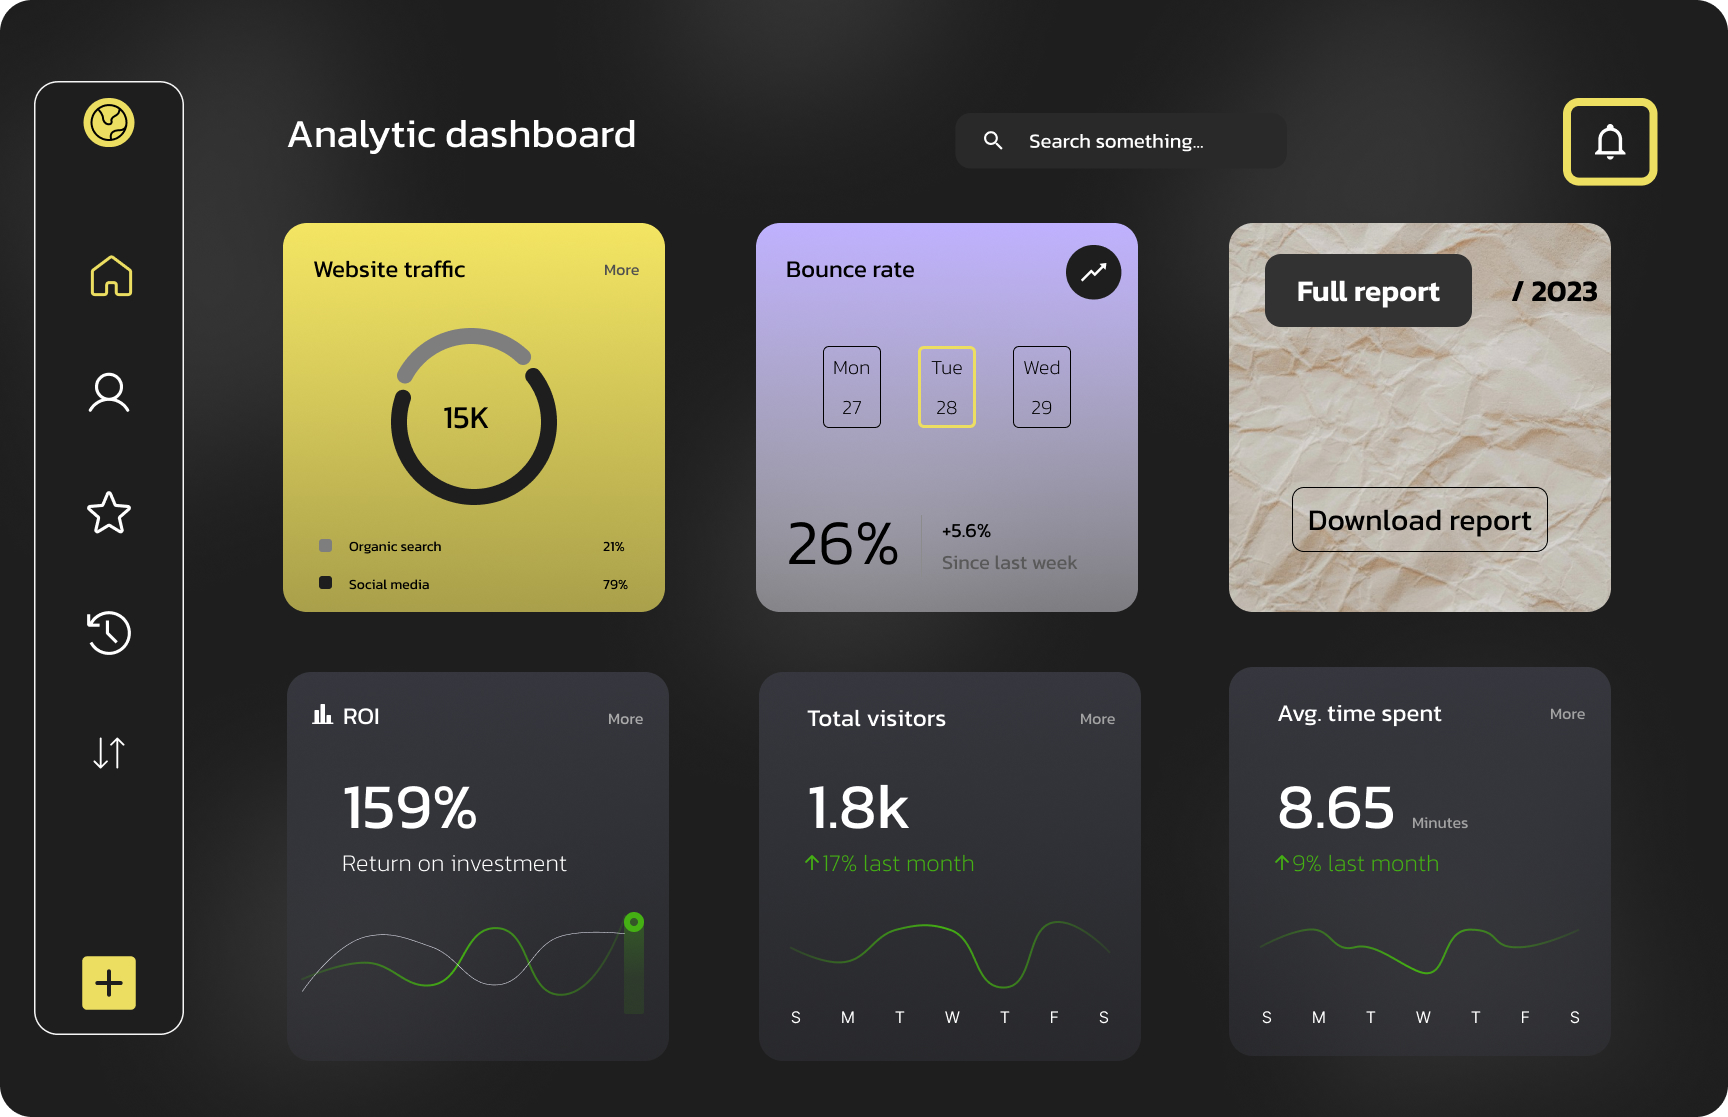 Analytic dashboard
Search something...
Website traffic
More
15K
Organic search 21%
Social media 79%
Bounce rate
Mon Tue Wed
27 28 29
26%
+5.6%
Since last week
Full report / 2023
Download report
ROI
More
159%
Return on investment
Total visitors
More
1.8k
17% last month
S M T W T F S
Avg. time spent
More
8.65 Minutes
9% last month
S M T W T F S